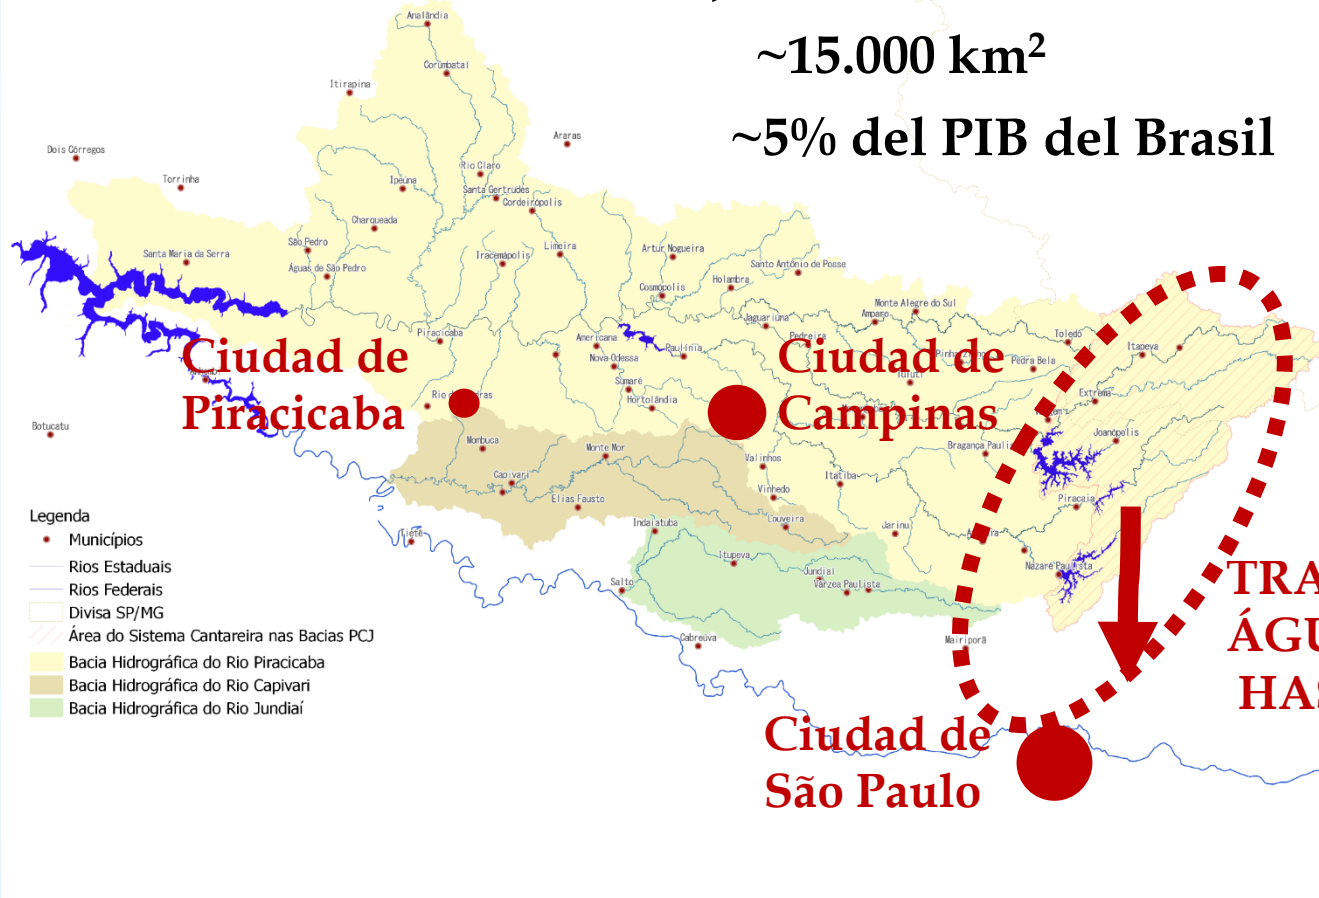 ~15.000 km²
~5% del PIB del Brasil
Analândia
Corumbataí
Itirapina
Araras
Dois Córregos
Torrinha
Rio Claro
Ipeúna
Santa Gertrudes
Cordeirópolis
Charqueada
São Pedro
Limeira
Artur Nogueira
Santa Maria da Serra
Iracemápolis
Águas de São Pedro
Santo Antônio de Posse
Holambra
Cosmópolis
Monte Alegre do Sul
Amparo
Jaguariúna
Piracicaba
Americana
Pedreira
Toledo
Paulínia
Itapeva
Nova Odessa
Pedra Bela
Ciudad de
Piracicaba
Ciudad de
Campinas
Sumaré
Hortolândia
Extrema
Botucatu
Joanópolis
Mombuca
Monte Mor
Valinhos
Capivari
Itatiba
Vinhedo
Piracaia
Elias Fausto
Louveira
Indaiatuba
Jarinu
Tietê
Itupeva
Nazaré Paulista
Jundiaí
Salto
Várzea Paulista
Cabreúva
Mairiporã
Legenda
Municípios
Rios Estaduais
Rios Federais
Divisa SP/MG
Área do Sistema Cantareira nas Bacias PCJ
Bacia Hidrográfica do Rio Piracicaba
Bacia Hidrográfica do Rio Capivari
Bacia Hidrográfica do Rio Jundiaí
TRA
ÁGU
HAS
Ciudad de
São Paulo